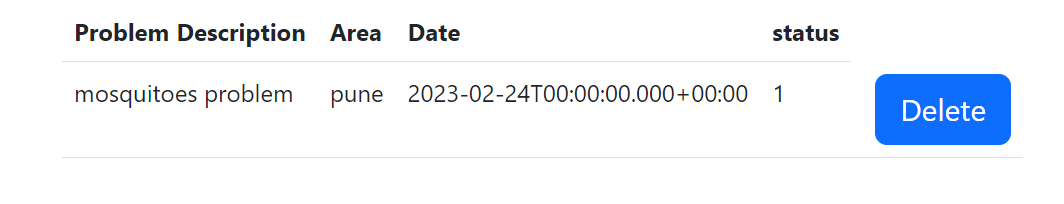 Problem Description Area Date status
mosquitoes problem pune 2023-02-24T00:00:00.000+00:00 1 Delete